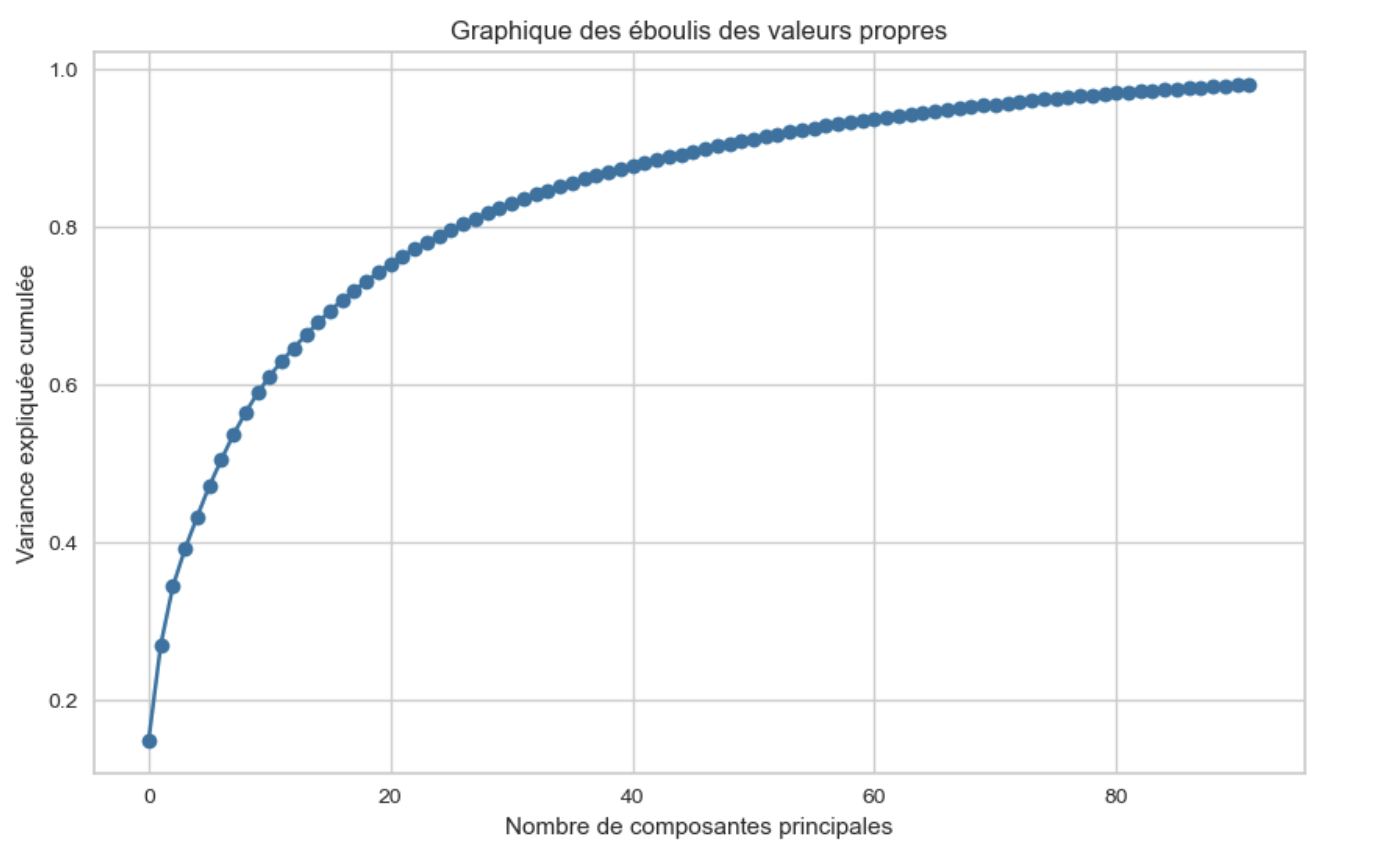 Graphique des éboulis des valeurs propres
1.0
0.8
0.6
0.4
0.2
Variance expliquée cumulée
0 20 40 60 80
Nombre de composantes principales